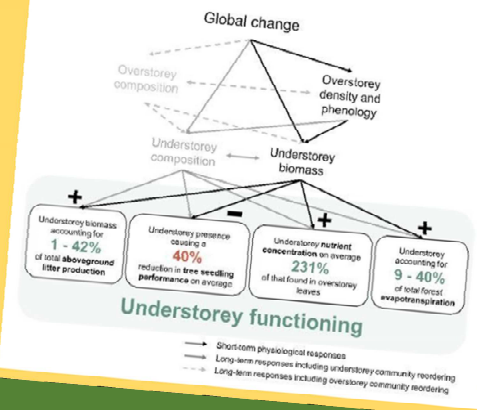 Global change
Overstorey
composition
Overstorey
density and
phenology
Understorey
composition
Understorey
biomass
+
−
+
+
Understorey biomass
accounting for
1 - 42%
of total aboveground
litter production
Understorey presence
causing a
40%
reduction in tree seedling
performance on average
Understorey nutrient
concentration on average
231%
of that found in overstorey
leaves
Understorey
accounting for
9 - 40%
of total forest
evapotranspiration
Understorey functioning
Short-term physiological responses
Long-term responses including understorey community reordering
Long-term responses including overstorey community reordering